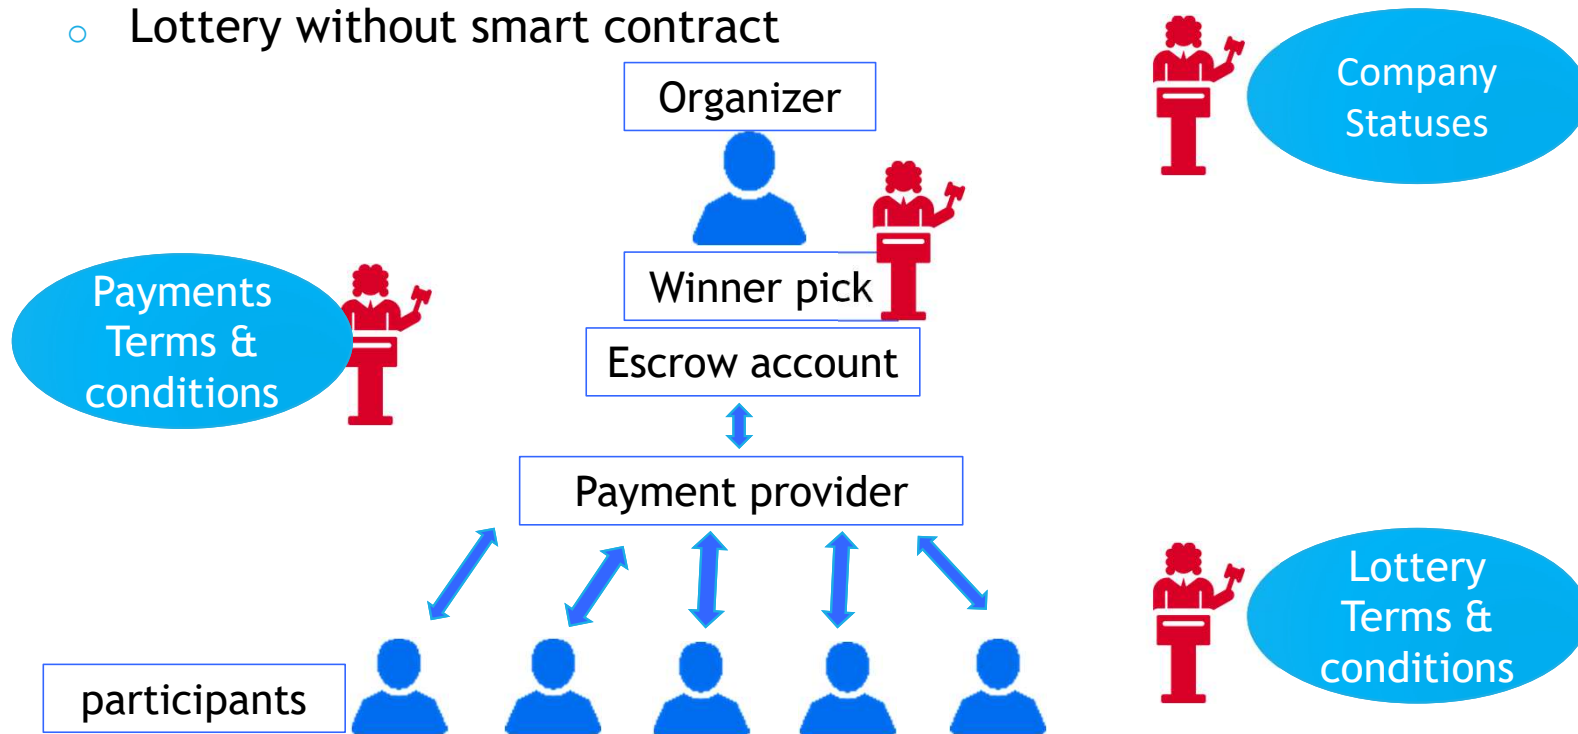 Lottery without smart contract
Organizer
Company
Statuses
Winner pick
Payments
Terms &
conditions
Escrow account
Payment provider
Lottery
Terms &
conditions
participants